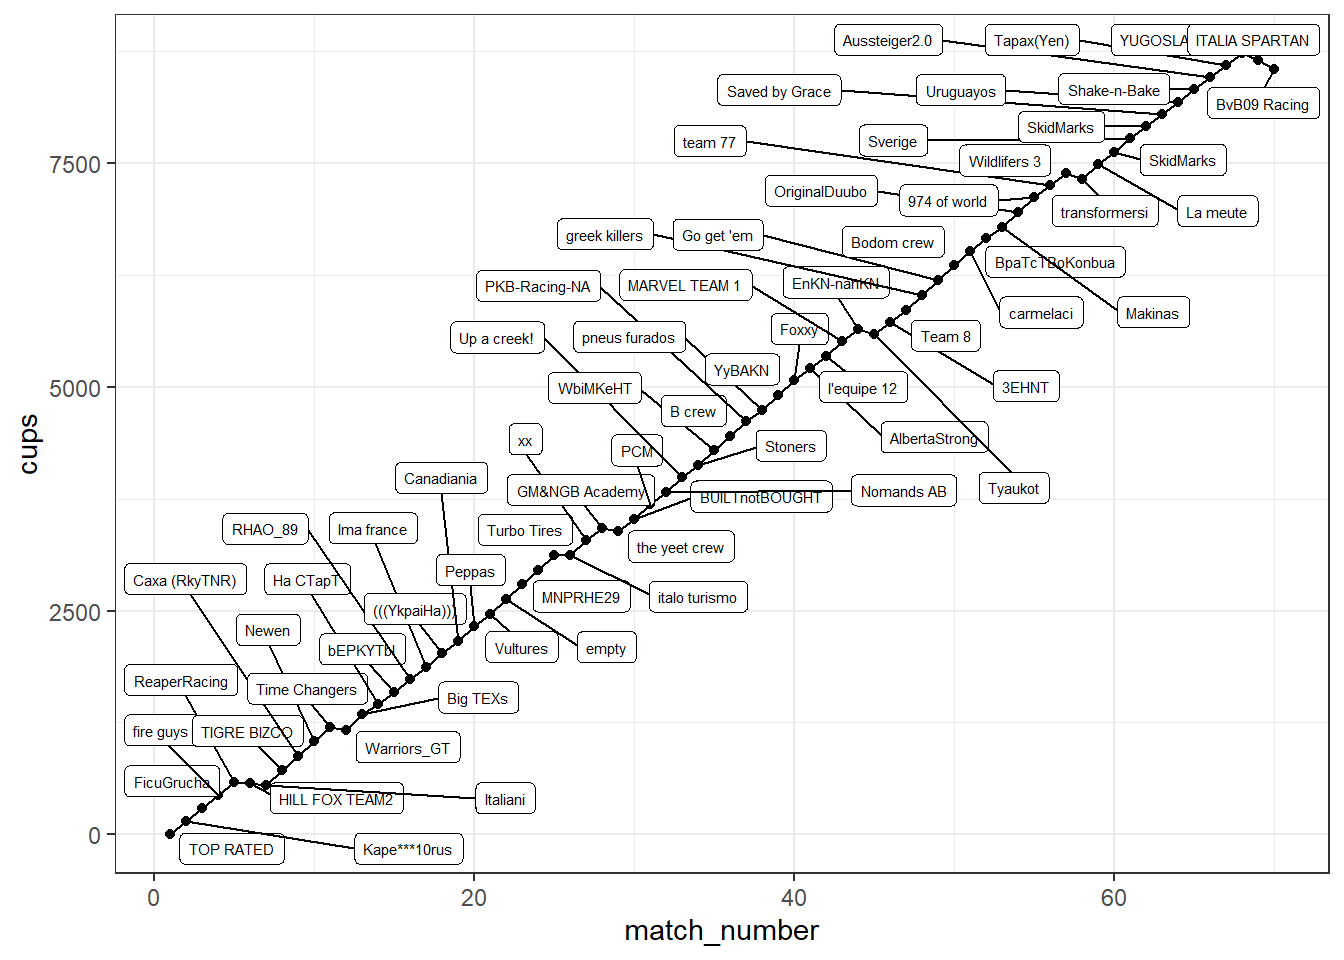 Aussteiger2.0
Tapax(Yen)
YUGOSLA
ITALIA SPARTAN
Saved by Grace
Uruguayos
Shake-n-Bake
BvB09 Racing
team 77
Sverige
SkidMarks
7500
Wildlifers 3
SkidMarks
OriginalDuubo
974 of world
transformersi
La meute
greek killers
Go get 'em
Bodom crew
BpaTcTBoKonbua
PKB-Racing-NA
MARVEL TEAM 1
EnKN-nanKN
carmelaci
Makinas
Up a creek!
pneus furados
Foxxy
Team 8
YyBAKN
5000
WbiMKeHT
l'equipe 12
3EHNT
B crew
cups
xx
PCM
Stoners
AlbertaStrong
Canadiania
GM&NGB Academy
BUILTnotBOUGHT
Nomands AB
Tyaukot
RHAO_89
Ima france
Turbo Tires
the yeet crew
Caxa (RkyTNR)
Ha CTapT
Peppas
2500
(((YkpaiHa)))
MNPRHE29
italo turismo
Newen
bEPKYTbI
Vultures
empty
ReaperRacing
Time Changers
Big TEXs
fire guys
TIGRE BIZCO
Warriors_GT
FicuGrucha
HILL FOX TEAM2
Italiani
0
TOP RATED
Kape***10rus
0
20
40
60
match_number